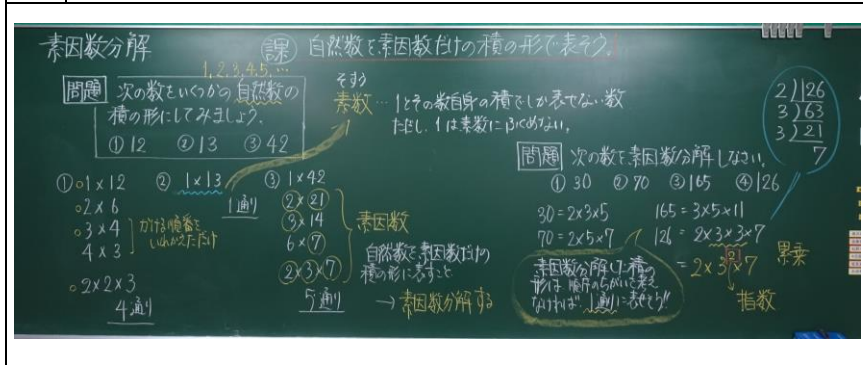 素因数分解
課 自然数を素因数だけの積の形で表そう。
1,2,3,4,5,…
問題 次の数をいくつかの自然数の
積の形にしてみましょう。
① 12 ② 13 ③ 42
① 1×12
2×6
3×4
4×3
かける順番を
いれかえただけ
2×2×3
4通り
② 1×13
1通り
③ 1×42
2×21
3×14
6×7
2×3×7
5通り
そすう
素数… 1とその数自身の積でしか表せない数
ただし、1は素数にふくめない。
素因数
自然数を素因数だけの
積の形に表すこと
→ 素因数分解する
問題 次の数を素因数分解しなさい。
① 30 ② 70 ③ 165 ④ 126
30=2×3×5
70=2×5×7
165=3×5×11
126=2×3×3×7
=2×3²×7
累乗
指数
素因数分解した積の
形は 順序のちがいを考え
なければ 1通りに表せそう!!
2)126
3)63
3)21
7